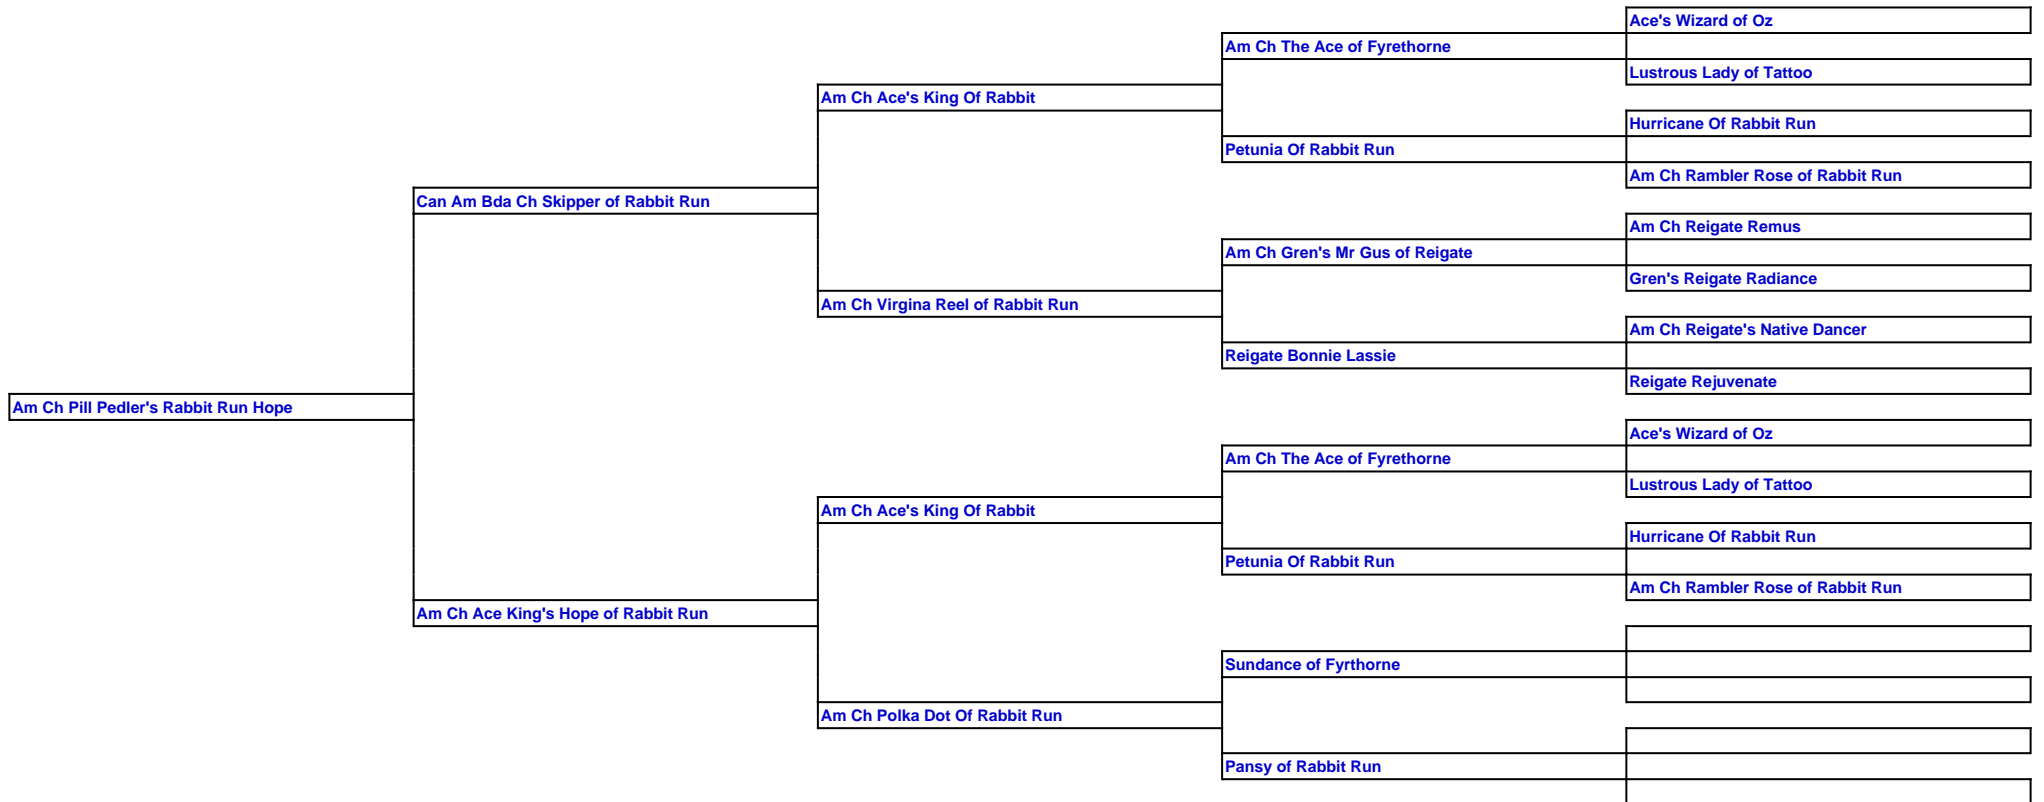 Ace's Wizard of Oz
Am Ch The Ace of Fyrethorne
Lustrous Lady of Tattoo
Am Ch Ace's King Of Rabbit
Hurricane Of Rabbit Run
Petunia Of Rabbit Run
Am Ch Rambler Rose of Rabbit Run
Can Am Bda Ch Skipper of Rabbit Run
Am Ch Reigate Remus
Am Ch Gren's Mr Gus of Reigate
Gren's Reigate Radiance
Am Ch Virgina Reel of Rabbit Run
Am Ch Reigate's Native Dancer
Reigate Bonnie Lassie
Reigate Rejuvenate
Am Ch Pill Pedler's Rabbit Run Hope
Ace's Wizard of Oz
Am Ch The Ace of Fyrethorne
Lustrous Lady of Tattoo
Am Ch Ace's King Of Rabbit
Hurricane Of Rabbit Run
Petunia Of Rabbit Run
Am Ch Rambler Rose of Rabbit Run
Am Ch Ace King's Hope of Rabbit Run
Sundance of Fyrthorne
Am Ch Polka Dot Of Rabbit Run
Pansy of Rabbit Run